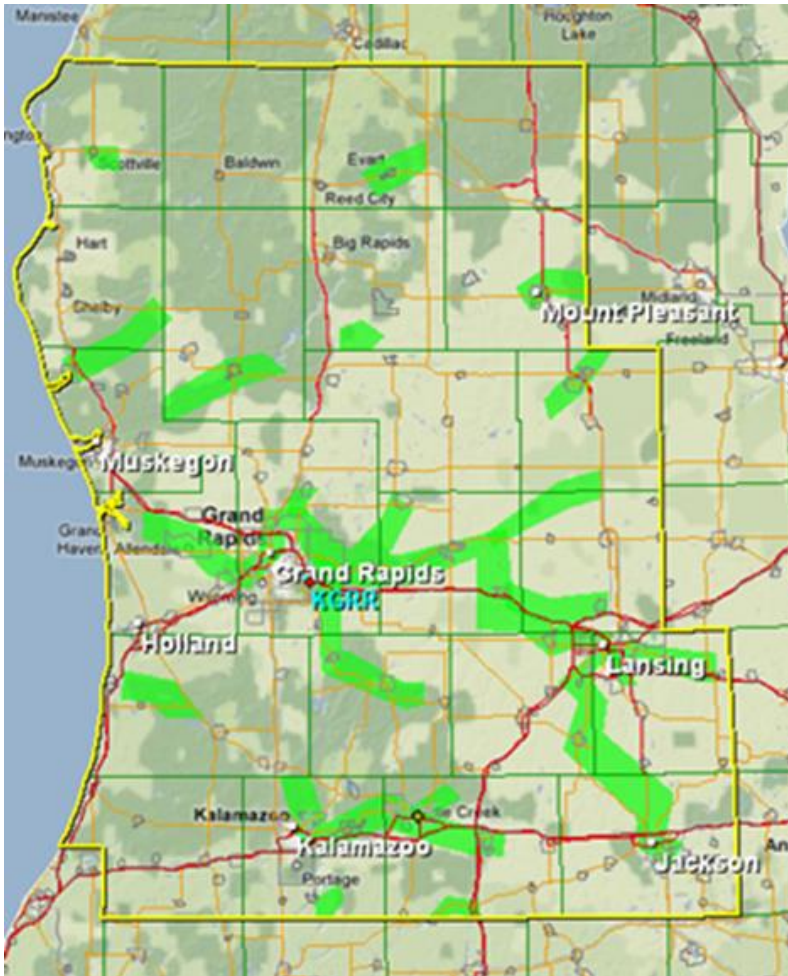 Manistee
Cadillac
Houghton
Lake
Scottville
Baldwin
Evart
Reed City
Hart
Big Rapids
Shelby
Mount Pleasant
Midland
Freeland
Muskegon
Muskegon
Grand
Haven
Allendale
Grand
Rapids
Grand Rapids
KGRR
Wyoming
Holland
Lansing
Kalamazoo
Creek
Kalamazoo
Jackson
Portage